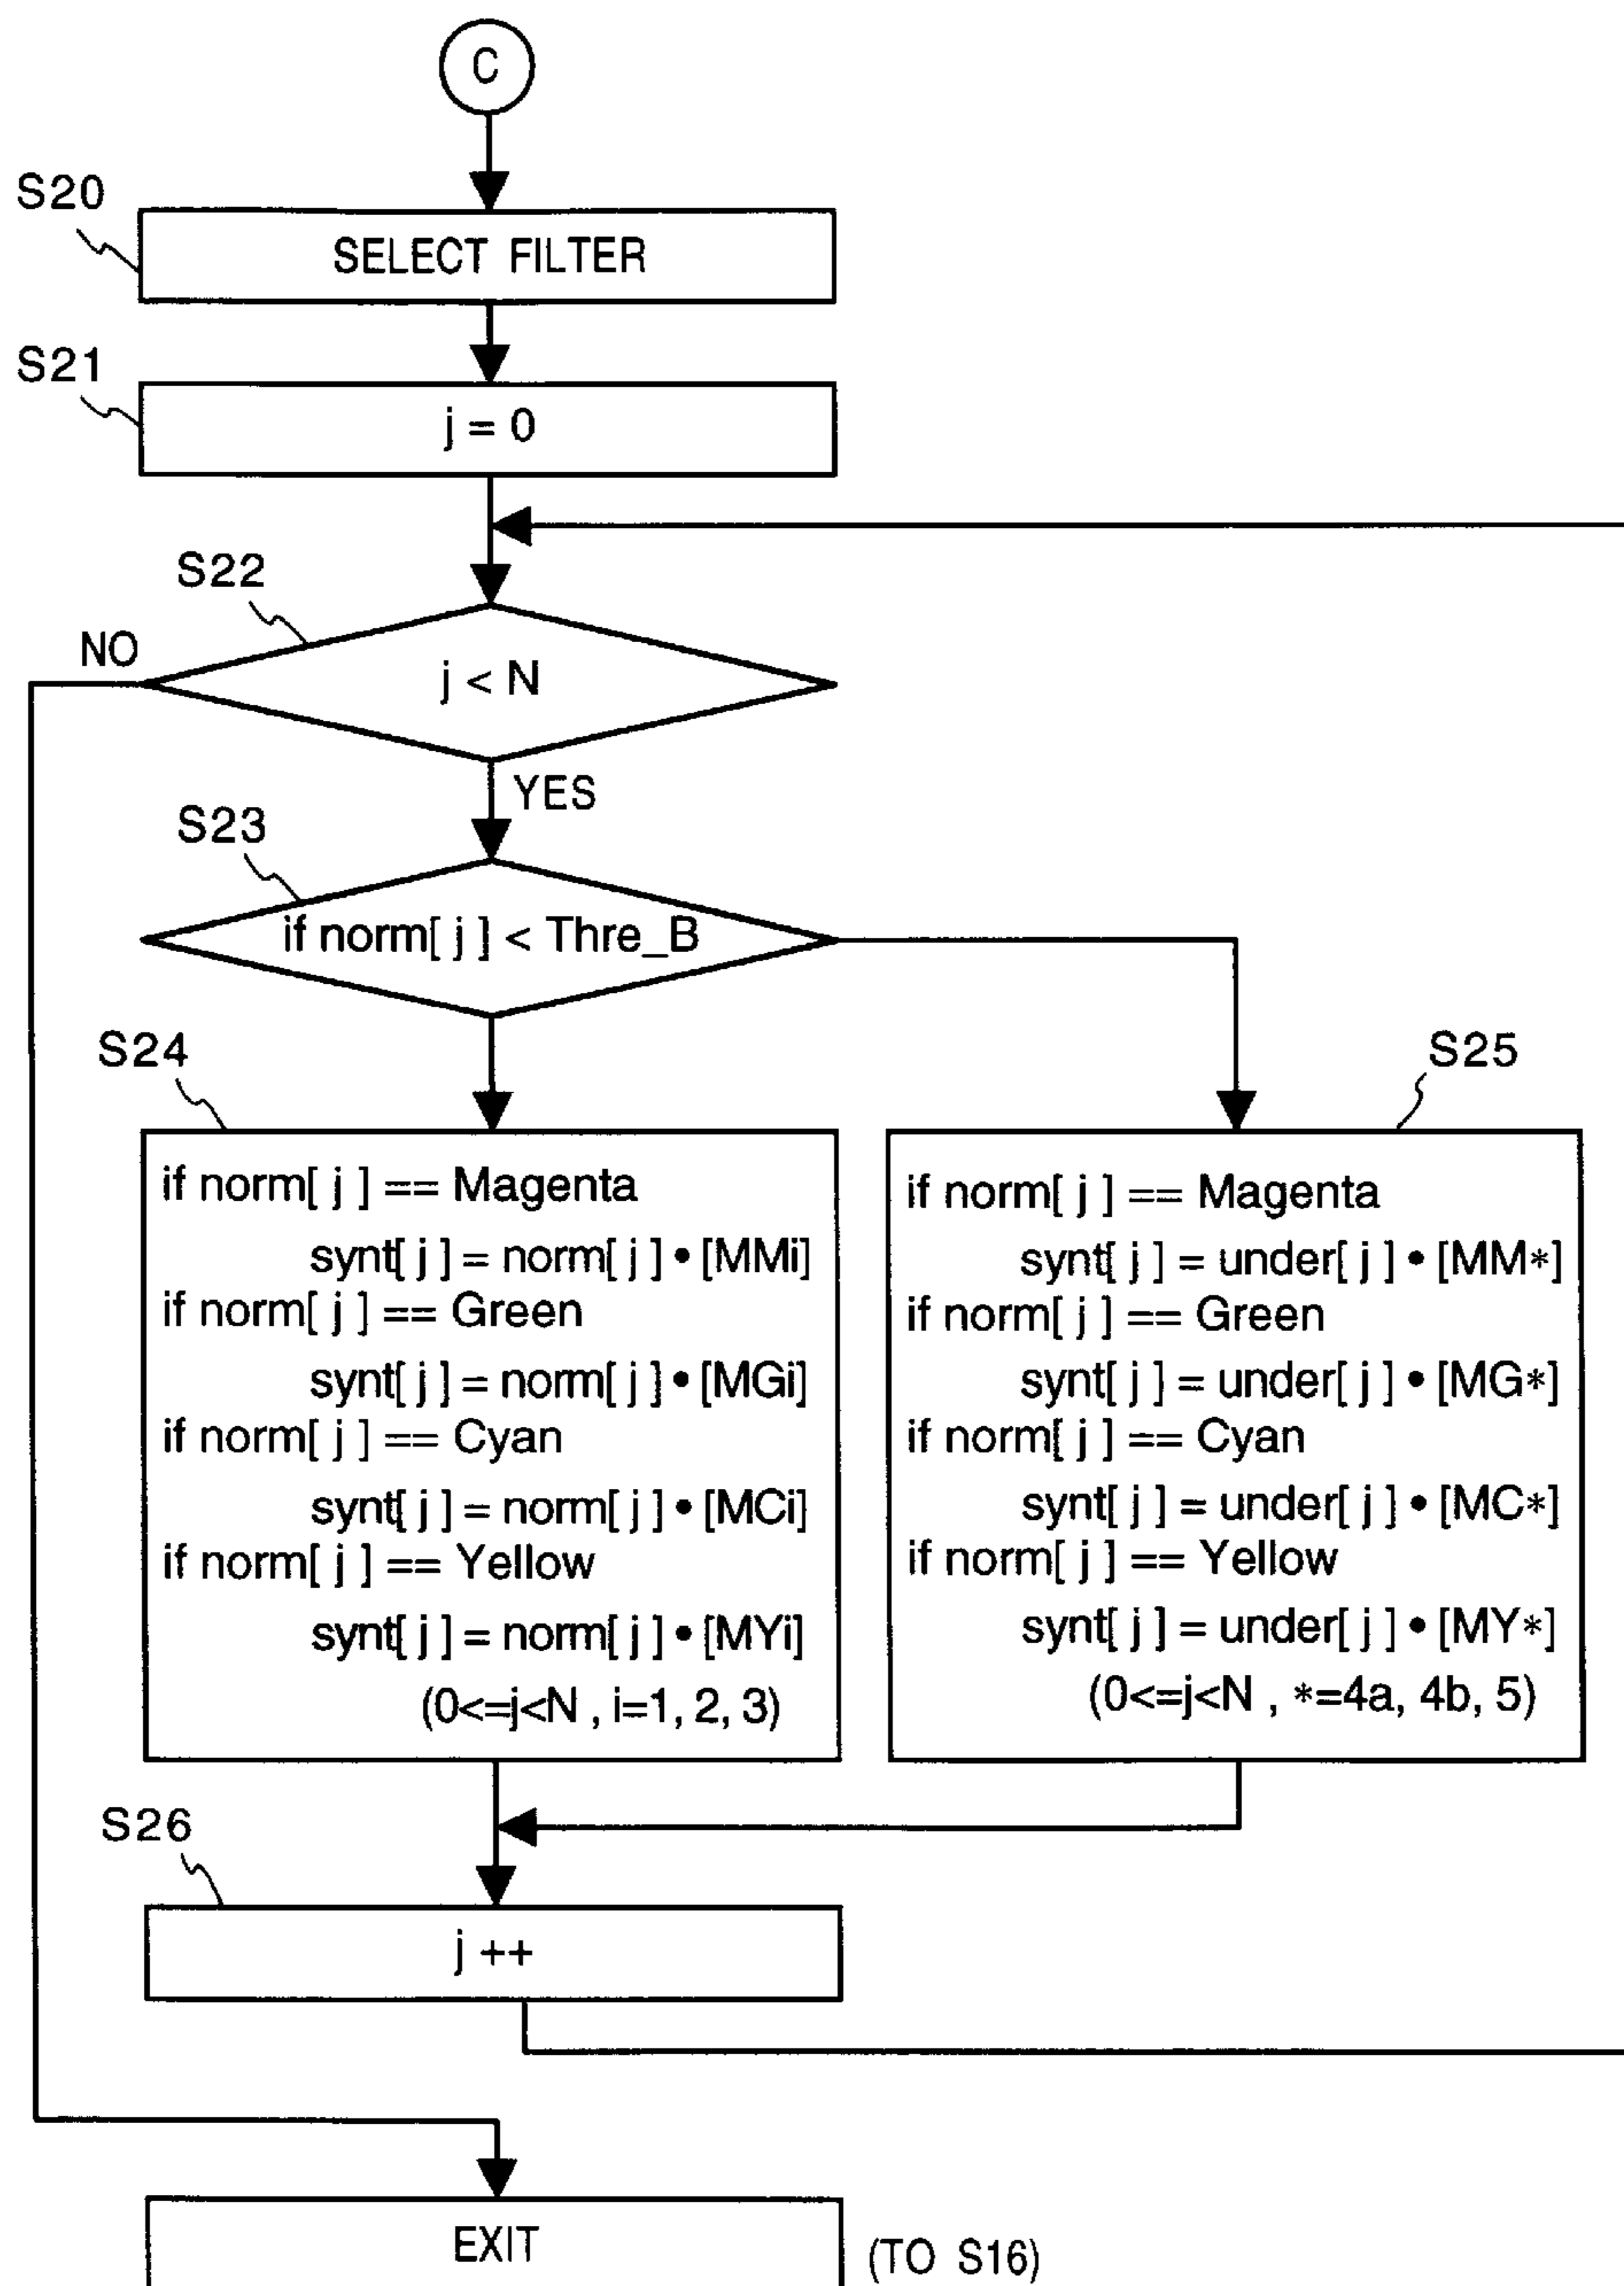 C
S20
SELECT FILTER
S21
j = 0
S22
NO
j < N
YES
S23
if norm[ j ] < Thre_B
S24
if norm[ j ] == Magenta
synt[ j ] = norm[ j ] • [MMi]
if norm[ j ] == Green
synt[ j ] = norm[ j ] • [MGi]
if norm[ j ] == Cyan
synt[ j ] = norm[ j ] • [MCi]
if norm[ j ] == Yellow
synt[ j ] = norm[ j ] • [MYi]
(0<=j<N , i=1, 2, 3)
S25
if norm[ j ] == Magenta
synt[ j ] = under[ j ] • [MM*]
if norm[ j ] == Green
synt[ j ] = under[ j ] • [MG*]
if norm[ j ] == Cyan
synt[ j ] = under[ j ] • [MC*]
if norm[ j ] == Yellow
synt[ j ] = under[ j ] • [MY*]
(0<=j<N , *=4a, 4b, 5)
S26
j ++
EXIT
(TO S16)